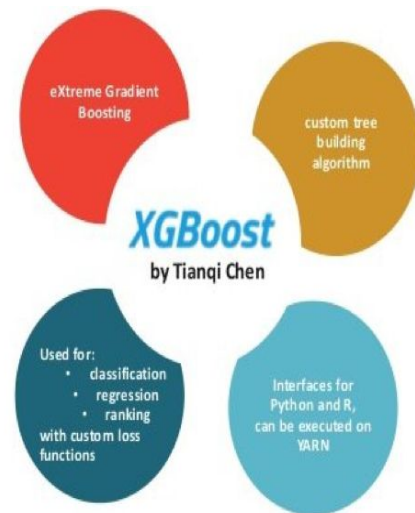 eXtreme Gradient
Boosting
custom tree
building
algorithm
XGBoost
by Tianqi Chen
Used for:
• classification
• regression
• ranking
with custom loss
functions
Interfaces for
Python and R,
can be executed on
YARN